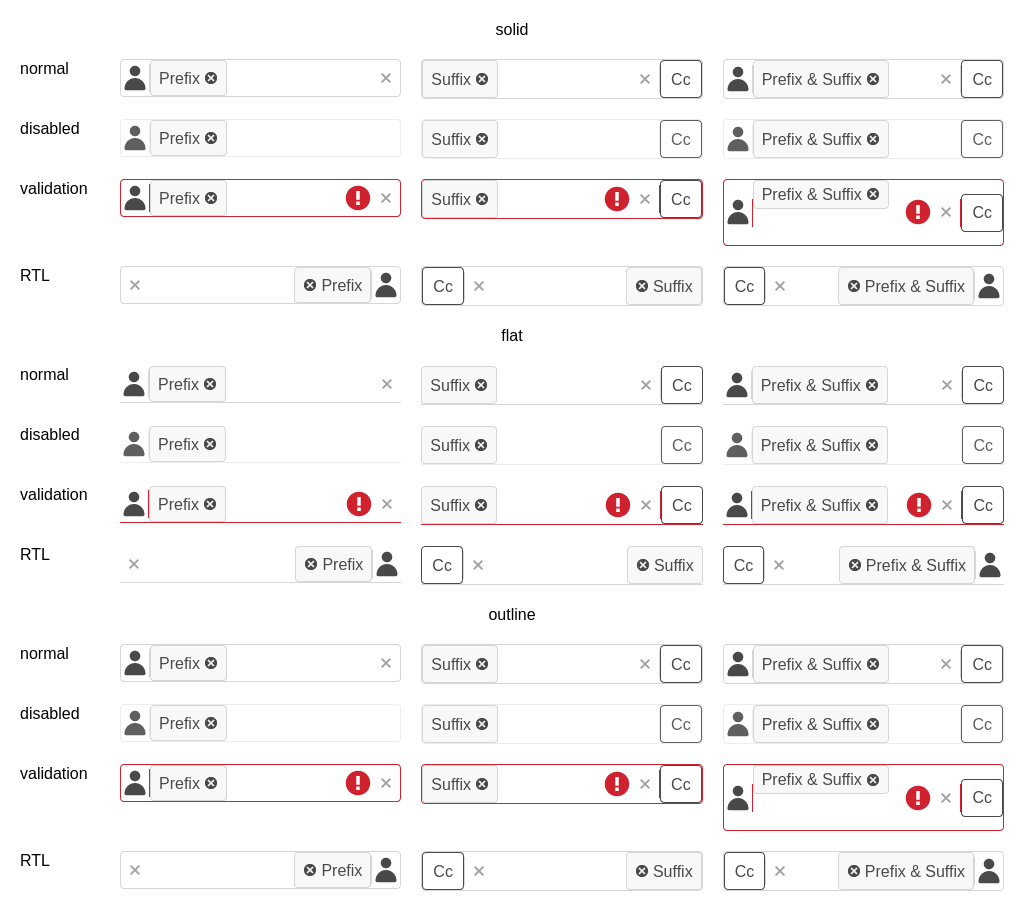 solid
normal Prefix Suffix Cc Prefix & Suffix Cc
disabled Prefix Suffix Cc Prefix & Suffix Cc
validation Prefix Suffix Cc Prefix & Suffix Cc
RTL Prefix Cc Suffix Cc Prefix & Suffix
flat
normal Prefix Suffix Cc Prefix & Suffix Cc
disabled Prefix Suffix Cc Prefix & Suffix Cc
validation Prefix Suffix Cc Prefix & Suffix Cc
RTL Prefix Cc Suffix Cc Prefix & Suffix
outline
normal Prefix Suffix Cc Prefix & Suffix Cc
disabled Prefix Suffix Cc Prefix & Suffix Cc
validation Prefix Suffix Cc Prefix & Suffix Cc
RTL Prefix Cc Suffix Cc Prefix & Suffix